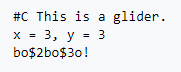 #C This is a glider.
x = 3, y = 3
bo$2bo$3o!